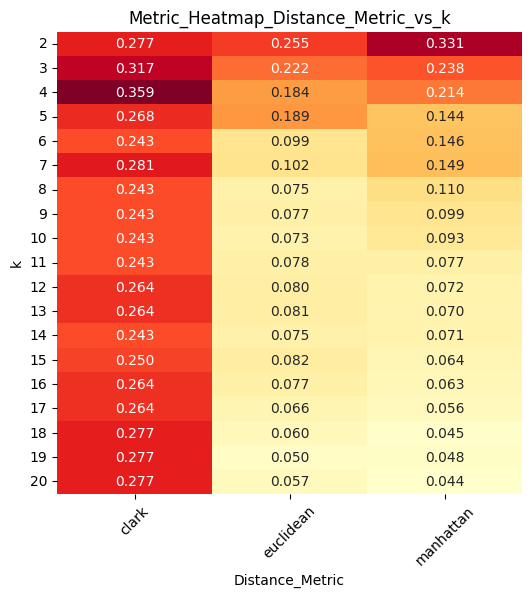 Metric_Heatmap_Distance_Metric_vs_k
2 0.277 0.255 0.331
3 0.317 0.222 0.238
4 0.359 0.184 0.214
5 0.268 0.189 0.144
6 0.243 0.099 0.146
7 0.281 0.102 0.149
8 0.243 0.075 0.110
9 0.243 0.077 0.099
10 0.243 0.073 0.093
11 0.243 0.078 0.077
12 0.264 0.080 0.072
13 0.264 0.081 0.070
14 0.243 0.075 0.071
15 0.250 0.082 0.064
16 0.264 0.077 0.063
17 0.264 0.066 0.056
18 0.277 0.060 0.045
19 0.277 0.050 0.048
20 0.277 0.057 0.044
k
clark euclidean manhattan
Distance_Metric